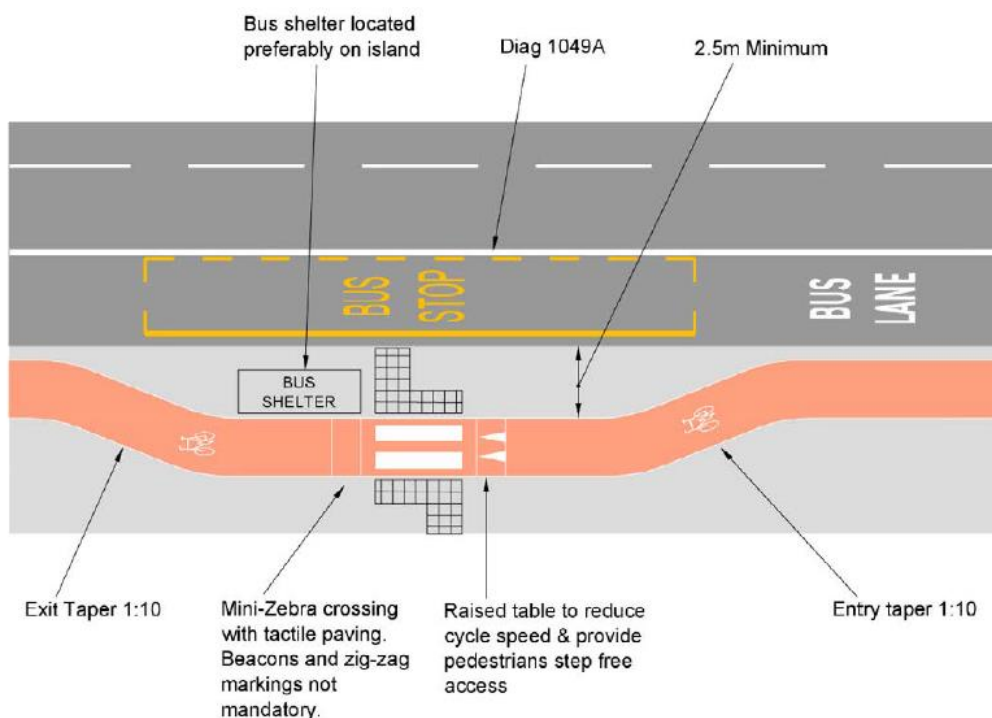 Bus shelter located
preferably on island
Diag 1049A
2.5m Minimum
BUS
STOP
BUS
LANE
BUS
SHELTER
Exit Taper 1:10
Mini-Zebra crossing
with tactile paving.
Beacons and zig-zag
markings not
mandatory.
Raised table to reduce
cycle speed & provide
pedestrians step free
access
Entry taper 1:10